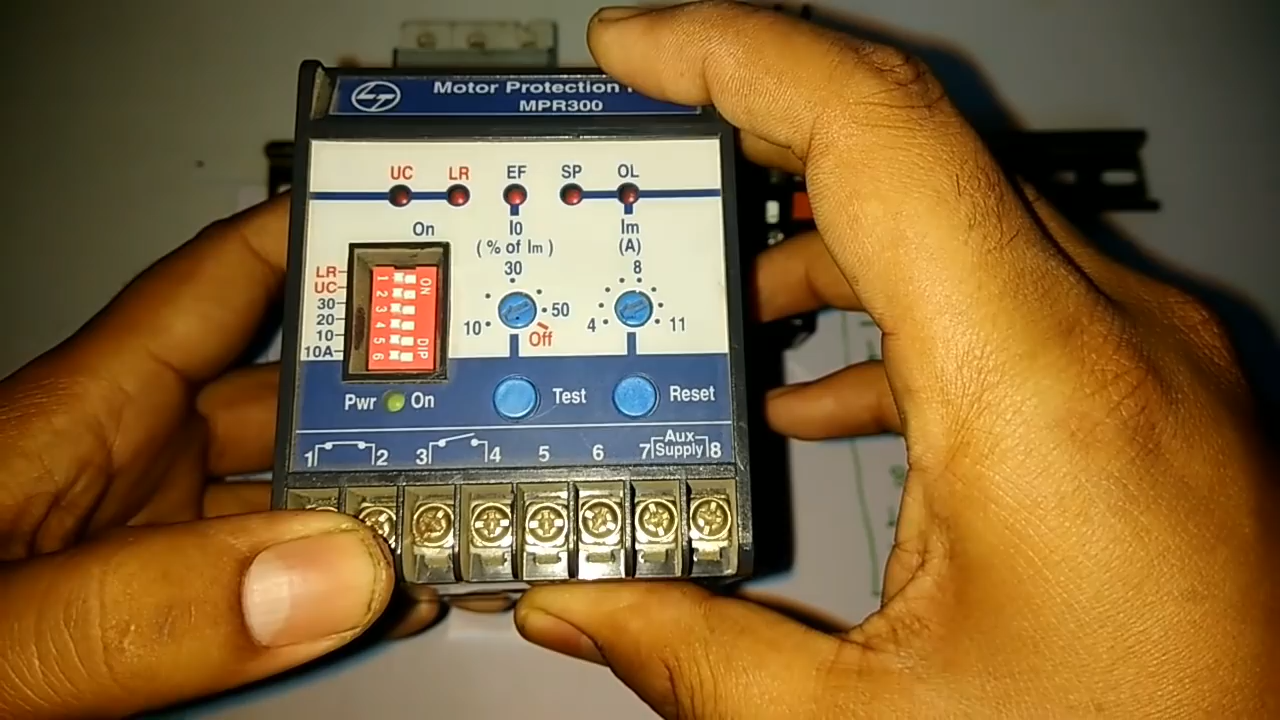 LT
Motor Protection
MPR300
UC LR EF SP OL
On
I0
(% of Im)
Im
(A)
LR
UC
30
20
10
10A
1
2
3
4
5
6
ON
DIP
10
30
50
Off
4
8
11
Pwr On
Test
Reset
1 2 3 4 5 6 7 Aux Supply 8